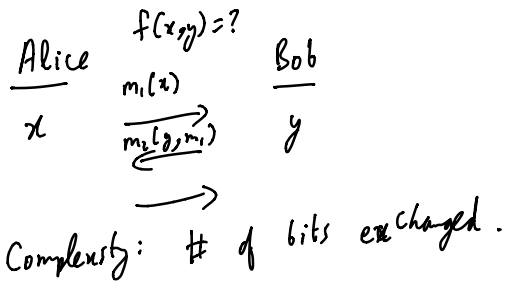 f(x,y)=?
Alice Bob
m₁(x)
x y
m₂(y,m₁)
Complexity: # of bits exchanged.